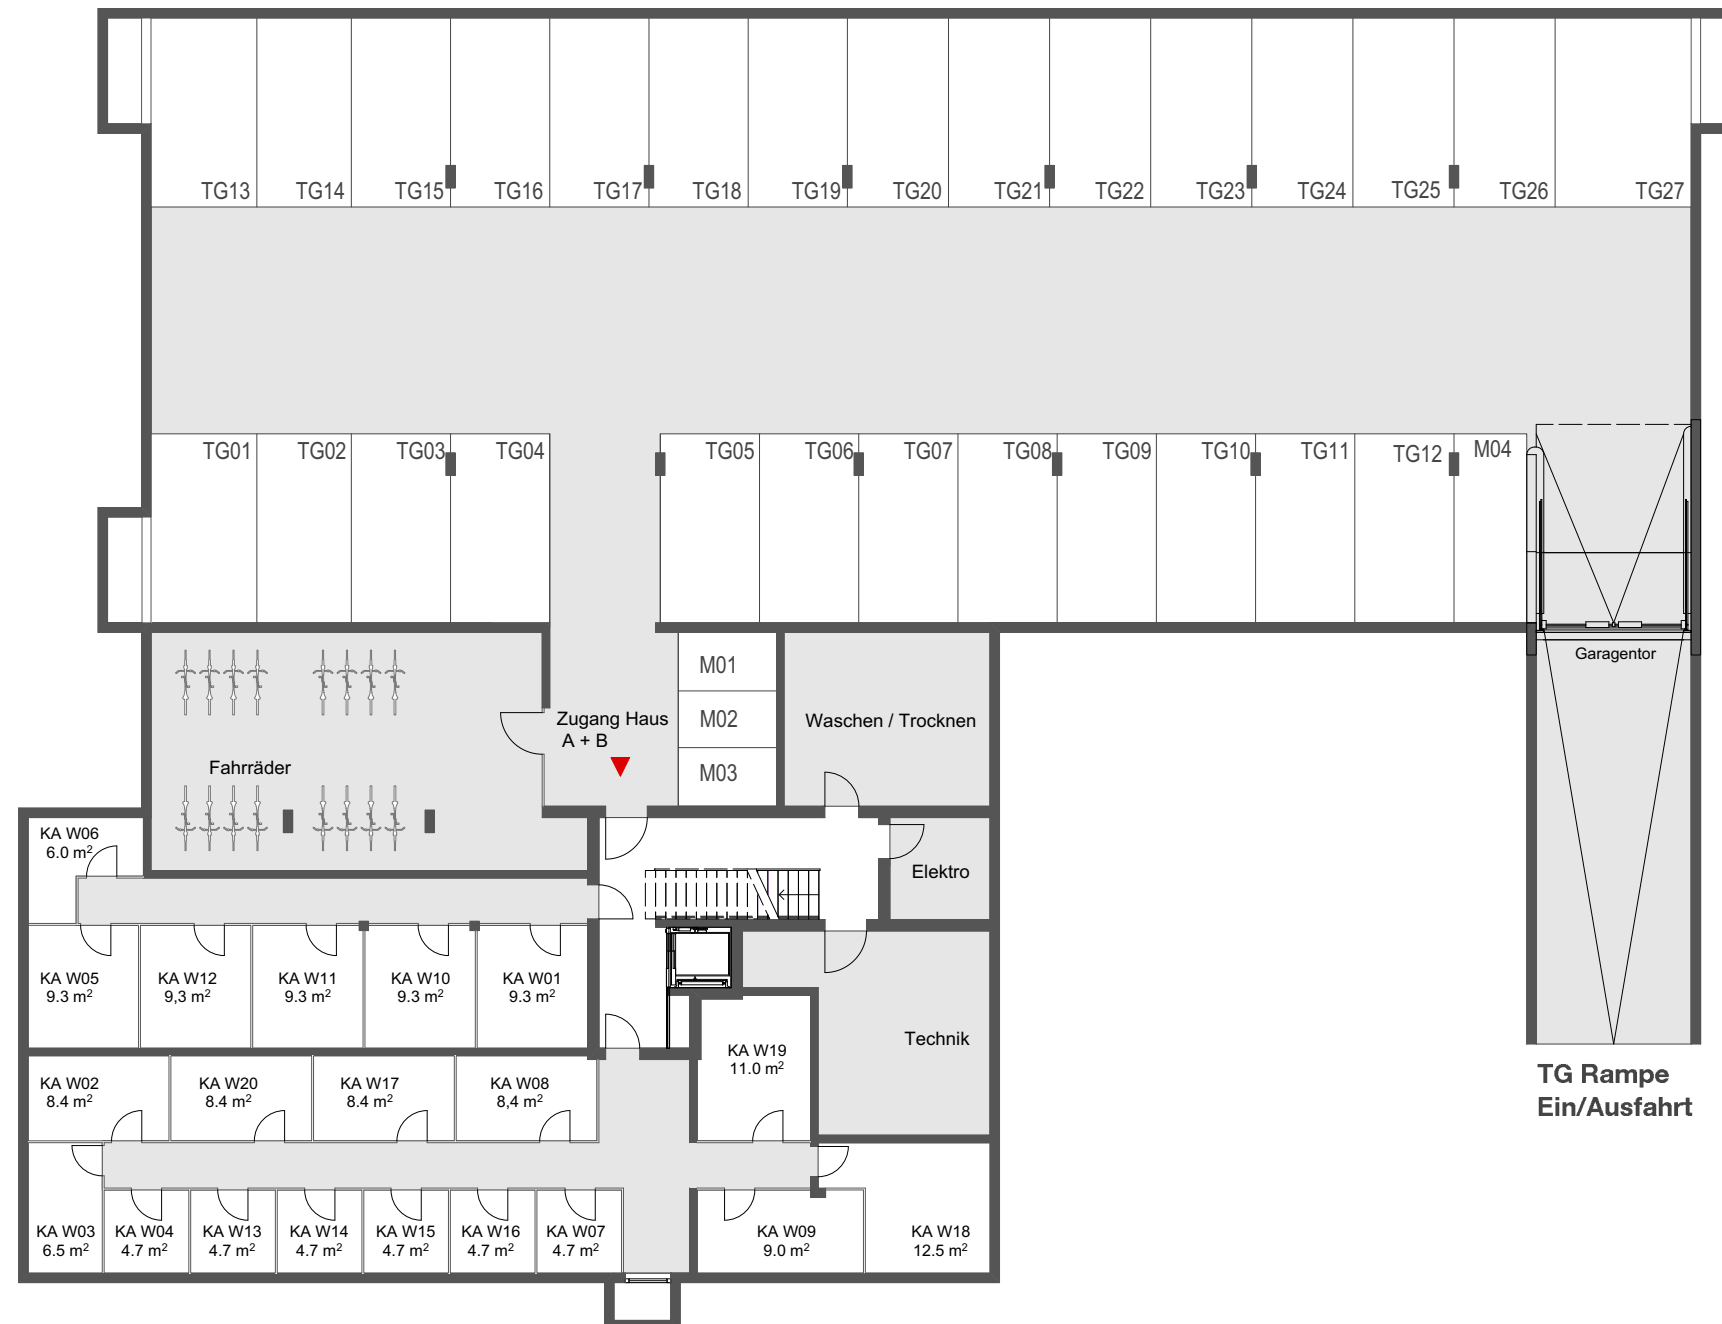 TG13
TG14
TG15
TG16
TG17
TG18
TG19
TG20
TG21
TG22
TG23
TG24
TG25
TG26
TG27
TG01
TG02
TG03
TG04
TG05
TG06
TG07
TG08
TG09
TG10
TG11
TG12
M04
Garagentor
M01
M02
M03
Zugang Haus
A + B
Waschen / Trocknen
Fahrräder
Elektro
KA W06
6.0 m²
KA W05
9.3 m²
KA W12
9,3 m²
KA W11
9.3 m²
KA W10
9.3 m²
KA W01
9.3 m²
Technik
KA W19
11.0 m²
KA W02
8.4 m²
KA W20
8.4 m²
KA W17
8.4 m²
KA W08
8,4 m²
TG Rampe
Ein/Ausfahrt
KA W03
6.5 m²
KA W04
4.7 m²
KA W13
4.7 m²
KA W14
4.7 m²
KA W15
4.7 m²
KA W16
4.7 m²
KA W07
4.7 m²
KA W09
9.0 m²
KA W18
12.5 m²